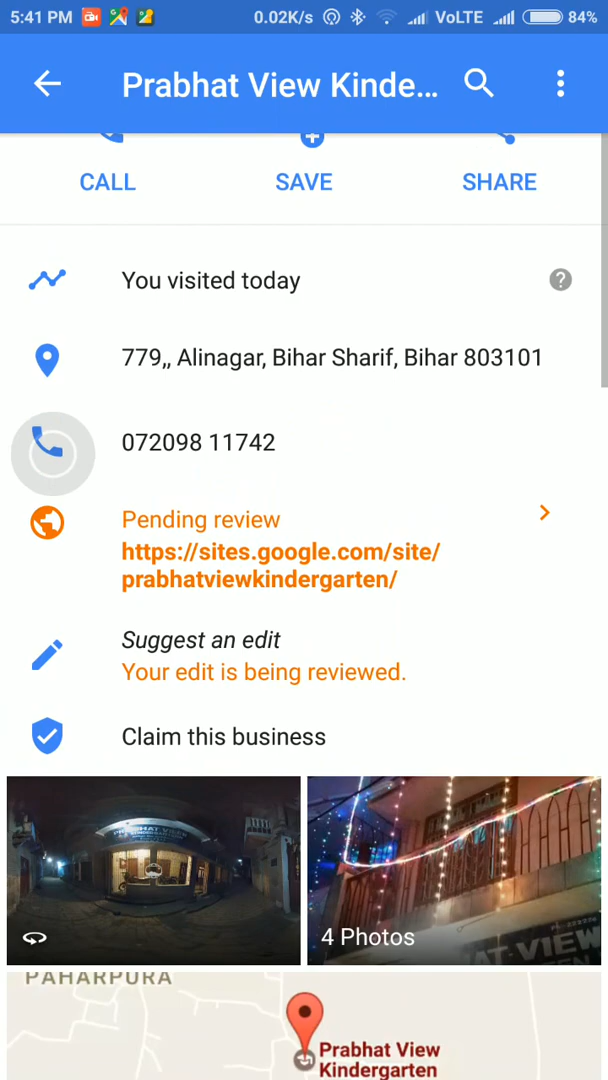 5:41 PM 0.02K/s VoLTE 84%
Prabhat View Kinde...
CALL SAVE SHARE
You visited today
779,, Alinagar, Bihar Sharif, Bihar 803101
072098 11742
Pending review
https://sites.google.com/site/
prabhatviewkindergarten/
Suggest an edit
Your edit is being reviewed.
Claim this business
4 Photos
HAT VIEW
PAHARPURA
Prabhat View
Kindergarten